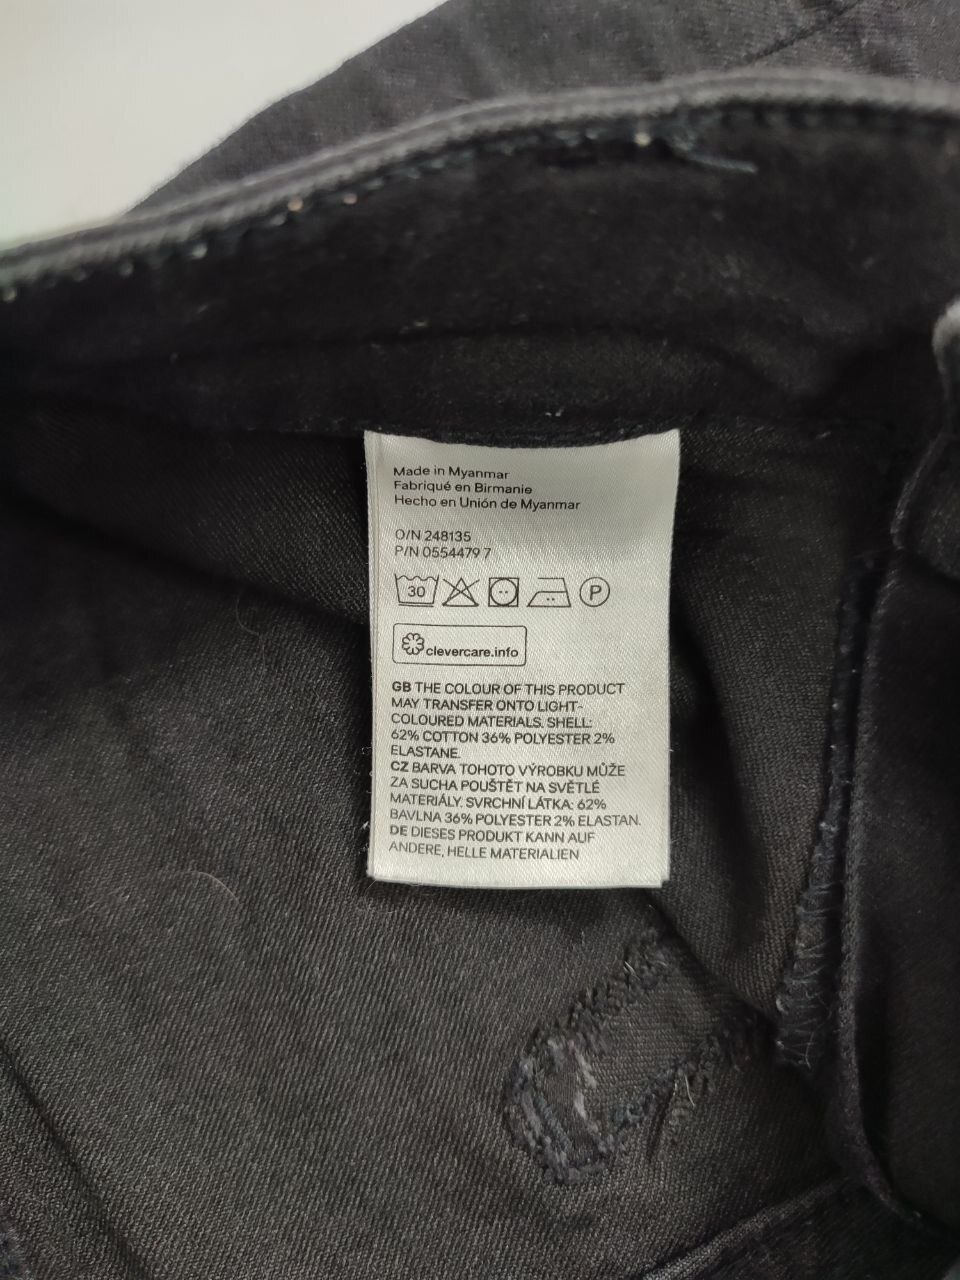 Made in Myanmar
Fabriqué en Birmanie
Hecho en Unión de Myanmar
O/N 248135
P/N 0554479 7
30 P
clevercare.info
GB THE COLOUR OF THIS PRODUCT
MAY TRANSFER ONTO LIGHT-
COLOURED MATERIALS. SHELL:
62% COTTON 36% POLYESTER 2%
ELASTANE.
CZ BARVA TOHOTO VÝROBKU MŮŽE
ZA SUCHA POUŠTĚT NA SVĚTLÉ
MATERIÁLY. SVRCHNÍ LÁTKA: 62%
BAVLNA 36% POLYESTER 2% ELASTAN.
DE DIESES PRODUKT KANN AUF
ANDERE, HELLE MATERIALIEN